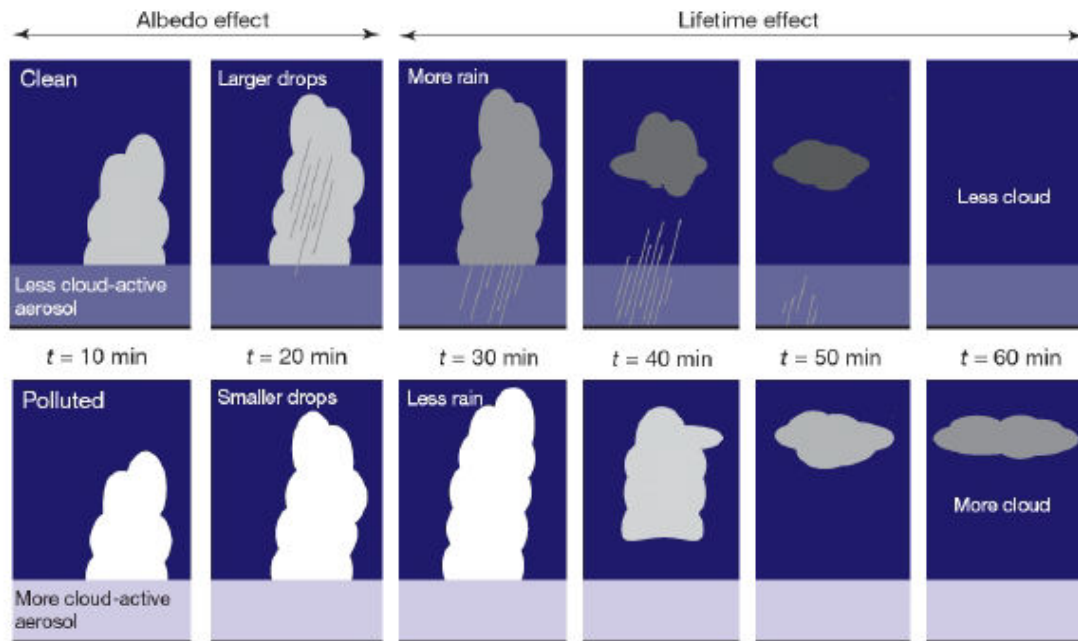 Albedo effect
Lifetime effect
Clean
Larger drops
More rain
Less cloud
Less cloud-active
aerosol
t = 10 min
t = 20 min
t = 30 min
t = 40 min
t = 50 min
t = 60 min
Polluted
Smaller drops
Less rain
More cloud
More cloud-active
aerosol